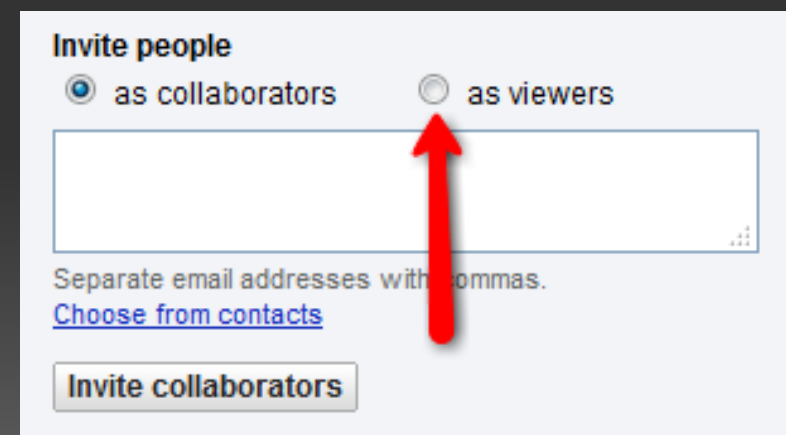 Invite people
as collaborators as viewers
Separate email addresses with commas.
Choose from contacts
Invite collaborators